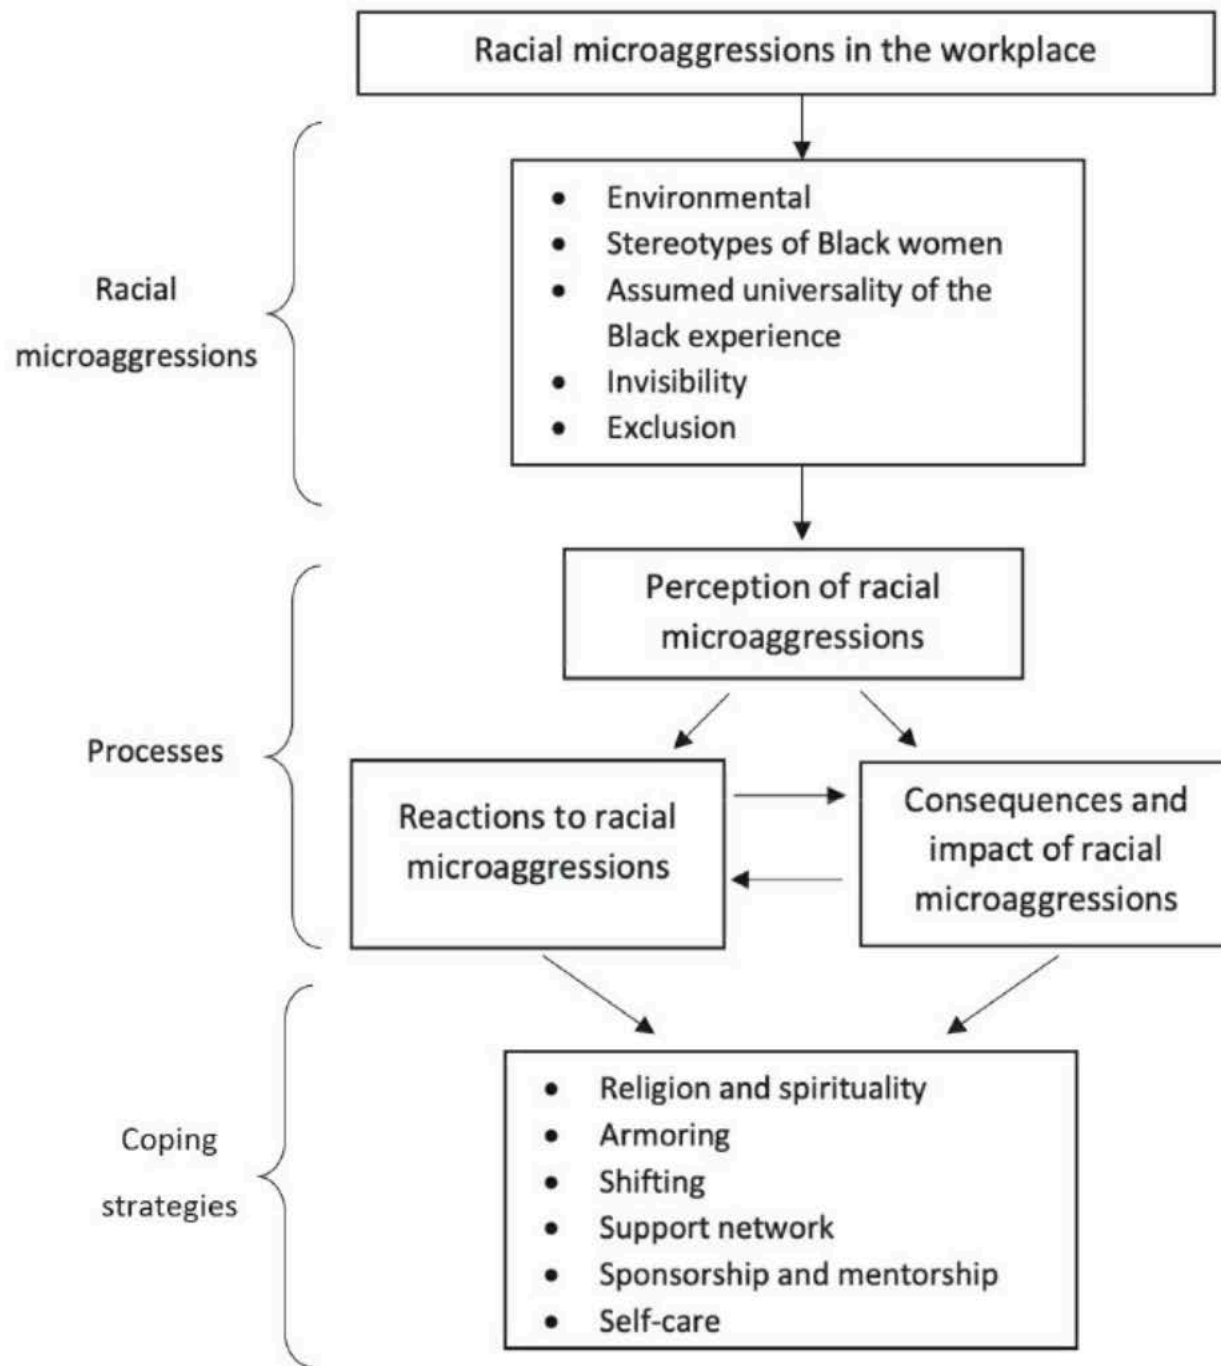 Racial microaggressions in the workplace
Racial
microaggressions
• Environmental
• Stereotypes of Black women
• Assumed universality of the
Black experience
• Invisibility
• Exclusion
Processes
Perception of racial
microaggressions
Reactions to racial
microaggressions
Consequences and
impact of racial
microaggressions
Coping
strategies
• Religion and spirituality
• Armoring
• Shifting
• Support network
• Sponsorship and mentorship
• Self-care